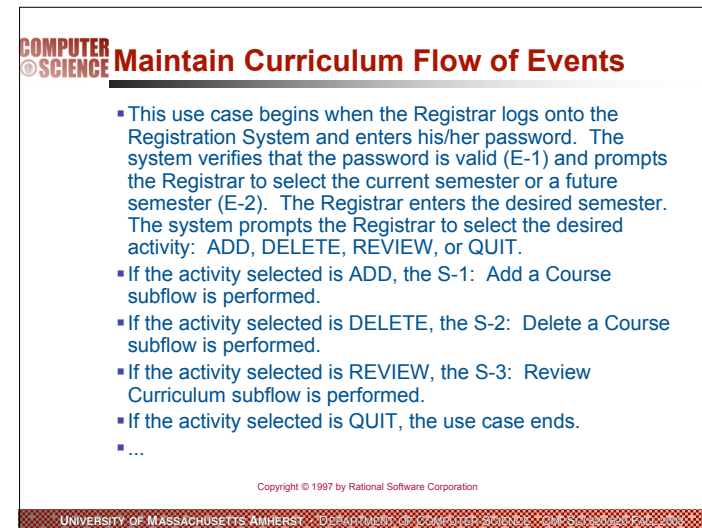 COMPUTER
SCIENCE
Maintain Curriculum Flow of Events
▪This use case begins when the Registrar logs onto the
Registration System and enters his/her password. The
system verifies that the password is valid (E-1) and prompts
the Registrar to select the current semester or a future
semester (E-2). The Registrar enters the desired semester.
The system prompts the Registrar to select the desired
activity: ADD, DELETE, REVIEW, or QUIT.
▪If the activity selected is ADD, the S-1: Add a Course
subflow is performed.
▪If the activity selected is DELETE, the S-2: Delete a Course
subflow is performed.
▪If the activity selected is REVIEW, the S-3: Review
Curriculum subflow is performed.
▪If the activity selected is QUIT, the use case ends.
▪...
Copyright © 1997 by Rational Software Corporation
UNIVERSITY OF MASSACHUSETTS AMHERST • DEPARTMENT OF COMPUTER SCIENCE CMPSCI 520/620 FALL